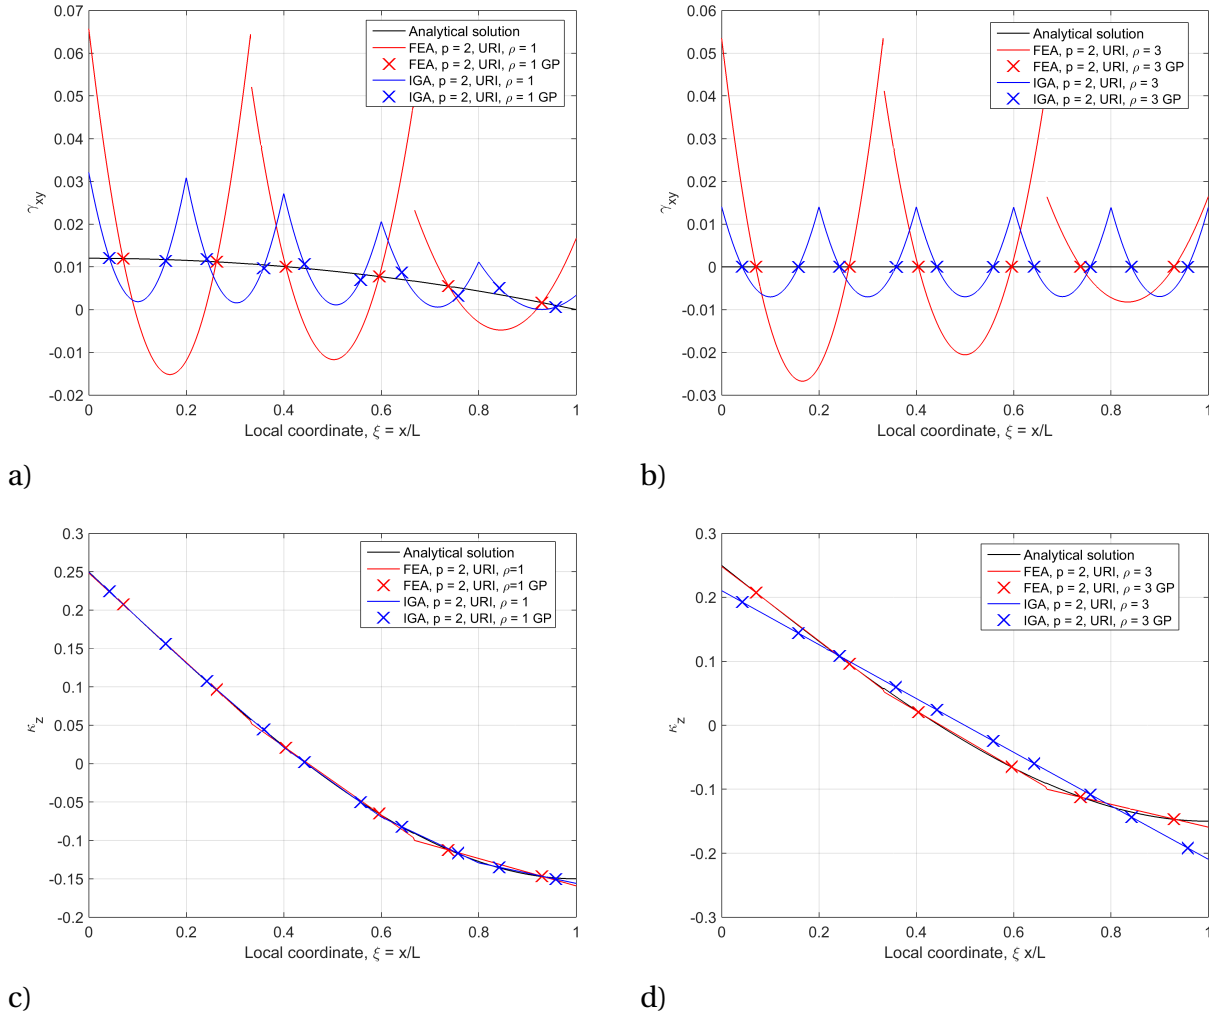 0.07
0.06
0.05
0.04
0.03
0.02
0.01
0
-0.01
-0.02
γxy
0 0.2 0.4 0.6 0.8 1
Local coordinate, ξ = x/L
Analytical solution
FEA, p = 2, URI, ρ = 1
FEA, p = 2, URI, ρ = 1 GP
IGA, p = 2, URI, ρ = 1
IGA, p = 2, URI, ρ = 1 GP
a)
0.06
0.05
0.04
0.03
0.02
0.01
0
-0.01
-0.02
-0.03
γxy
0 0.2 0.4 0.6 0.8 1
Local coordinate, ξ = x/L
Analytical solution
FEA, p = 2, URI, ρ = 3
FEA, p = 2, URI, ρ = 3 GP
IGA, p = 2, URI, ρ = 3
IGA, p = 2, URI, ρ = 3 GP
b)
0.3
0.25
0.2
0.15
0.1
0.05
0
-0.05
-0.1
-0.15
-0.2
κz
0 0.2 0.4 0.6 0.8 1
Local coordinate, ξ = x/L
Analytical solution
FEA, p = 2, URI, ρ=1
FEA, p = 2, URI, ρ=1 GP
IGA, p = 2, URI, ρ = 1
IGA, p = 2, URI, ρ = 1 GP
c)
0.3
0.2
0.1
0
-0.1
-0.2
-0.3
κz
0 0.2 0.4 0.6 0.8 1
Local coordinate, ξ x/L
Analytical solution
FEA, p = 2, URI, ρ = 3
FEA, p = 2, URI, ρ = 3 GP
IGA, p = 2, URI, ρ = 3
IGA, p = 2, URI, ρ = 3 GP
d)